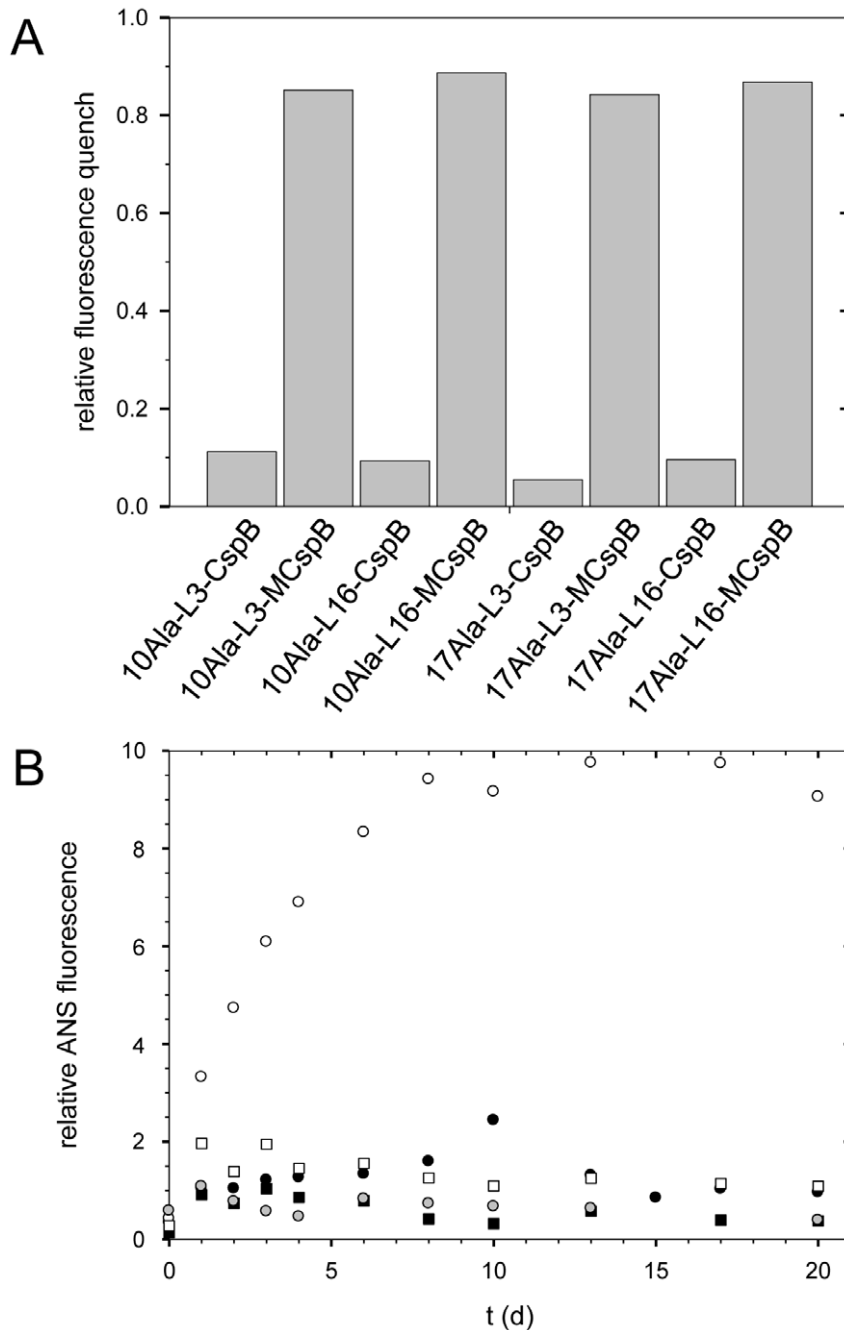 A
relative fluorescence quench
1.0
0.8
0.6
0.4
0.2
0.0
10Ala-L3-CspB
10Ala-L3-MCspB
10Ala-L16-CspB
10Ala-L16-MCspB
17Ala-L3-CspB
17Ala-L3-MCspB
17Ala-L16-CspB
17Ala-L16-MCspB
B
relative ANS fluorescence
10
8
6
4
2
0
0 5 10 15 20
t (d)